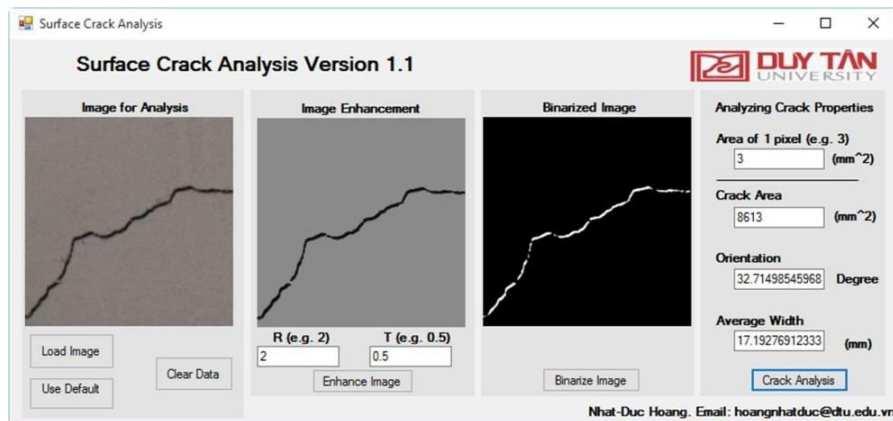 Surface Crack Analysis
Surface Crack Analysis Version 1.1
DUY TÂN
UNIVERSITY
Image for Analysis
Load Image
Use Default
Clear Data
Image Enhancement
R (e.g. 2)
T (e.g. 0.5)
2
0.5
Enhance Image
Binarized Image
Binarize Image
Analyzing Crack Properties
Area of 1 pixel (e.g. 3)
3 (mm^2)
Crack Area
8613 (mm^2)
Orientation
32.71498545968 Degree
Average Width
17.19276912333 (mm)
Crack Analysis
Nhat-Duc Hoang. Email: hoangnhatduc@dtu.edu.vn